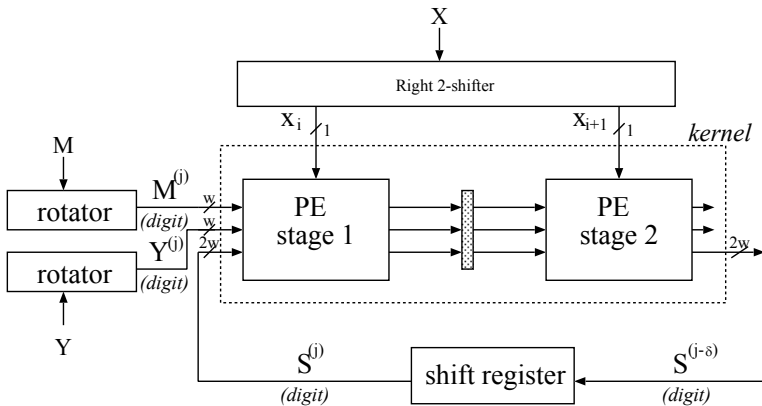 X
Right 2-shifter
x_i 1 x_{i+1} 1
kernel
M
rotator
M^(j)
(digit)
w
Y^(j)
(digit)
w
2w
rotator
Y
PE
stage 1
PE
stage 2
2w
S^(j)
(digit)
shift register
S^(j-δ)
(digit)